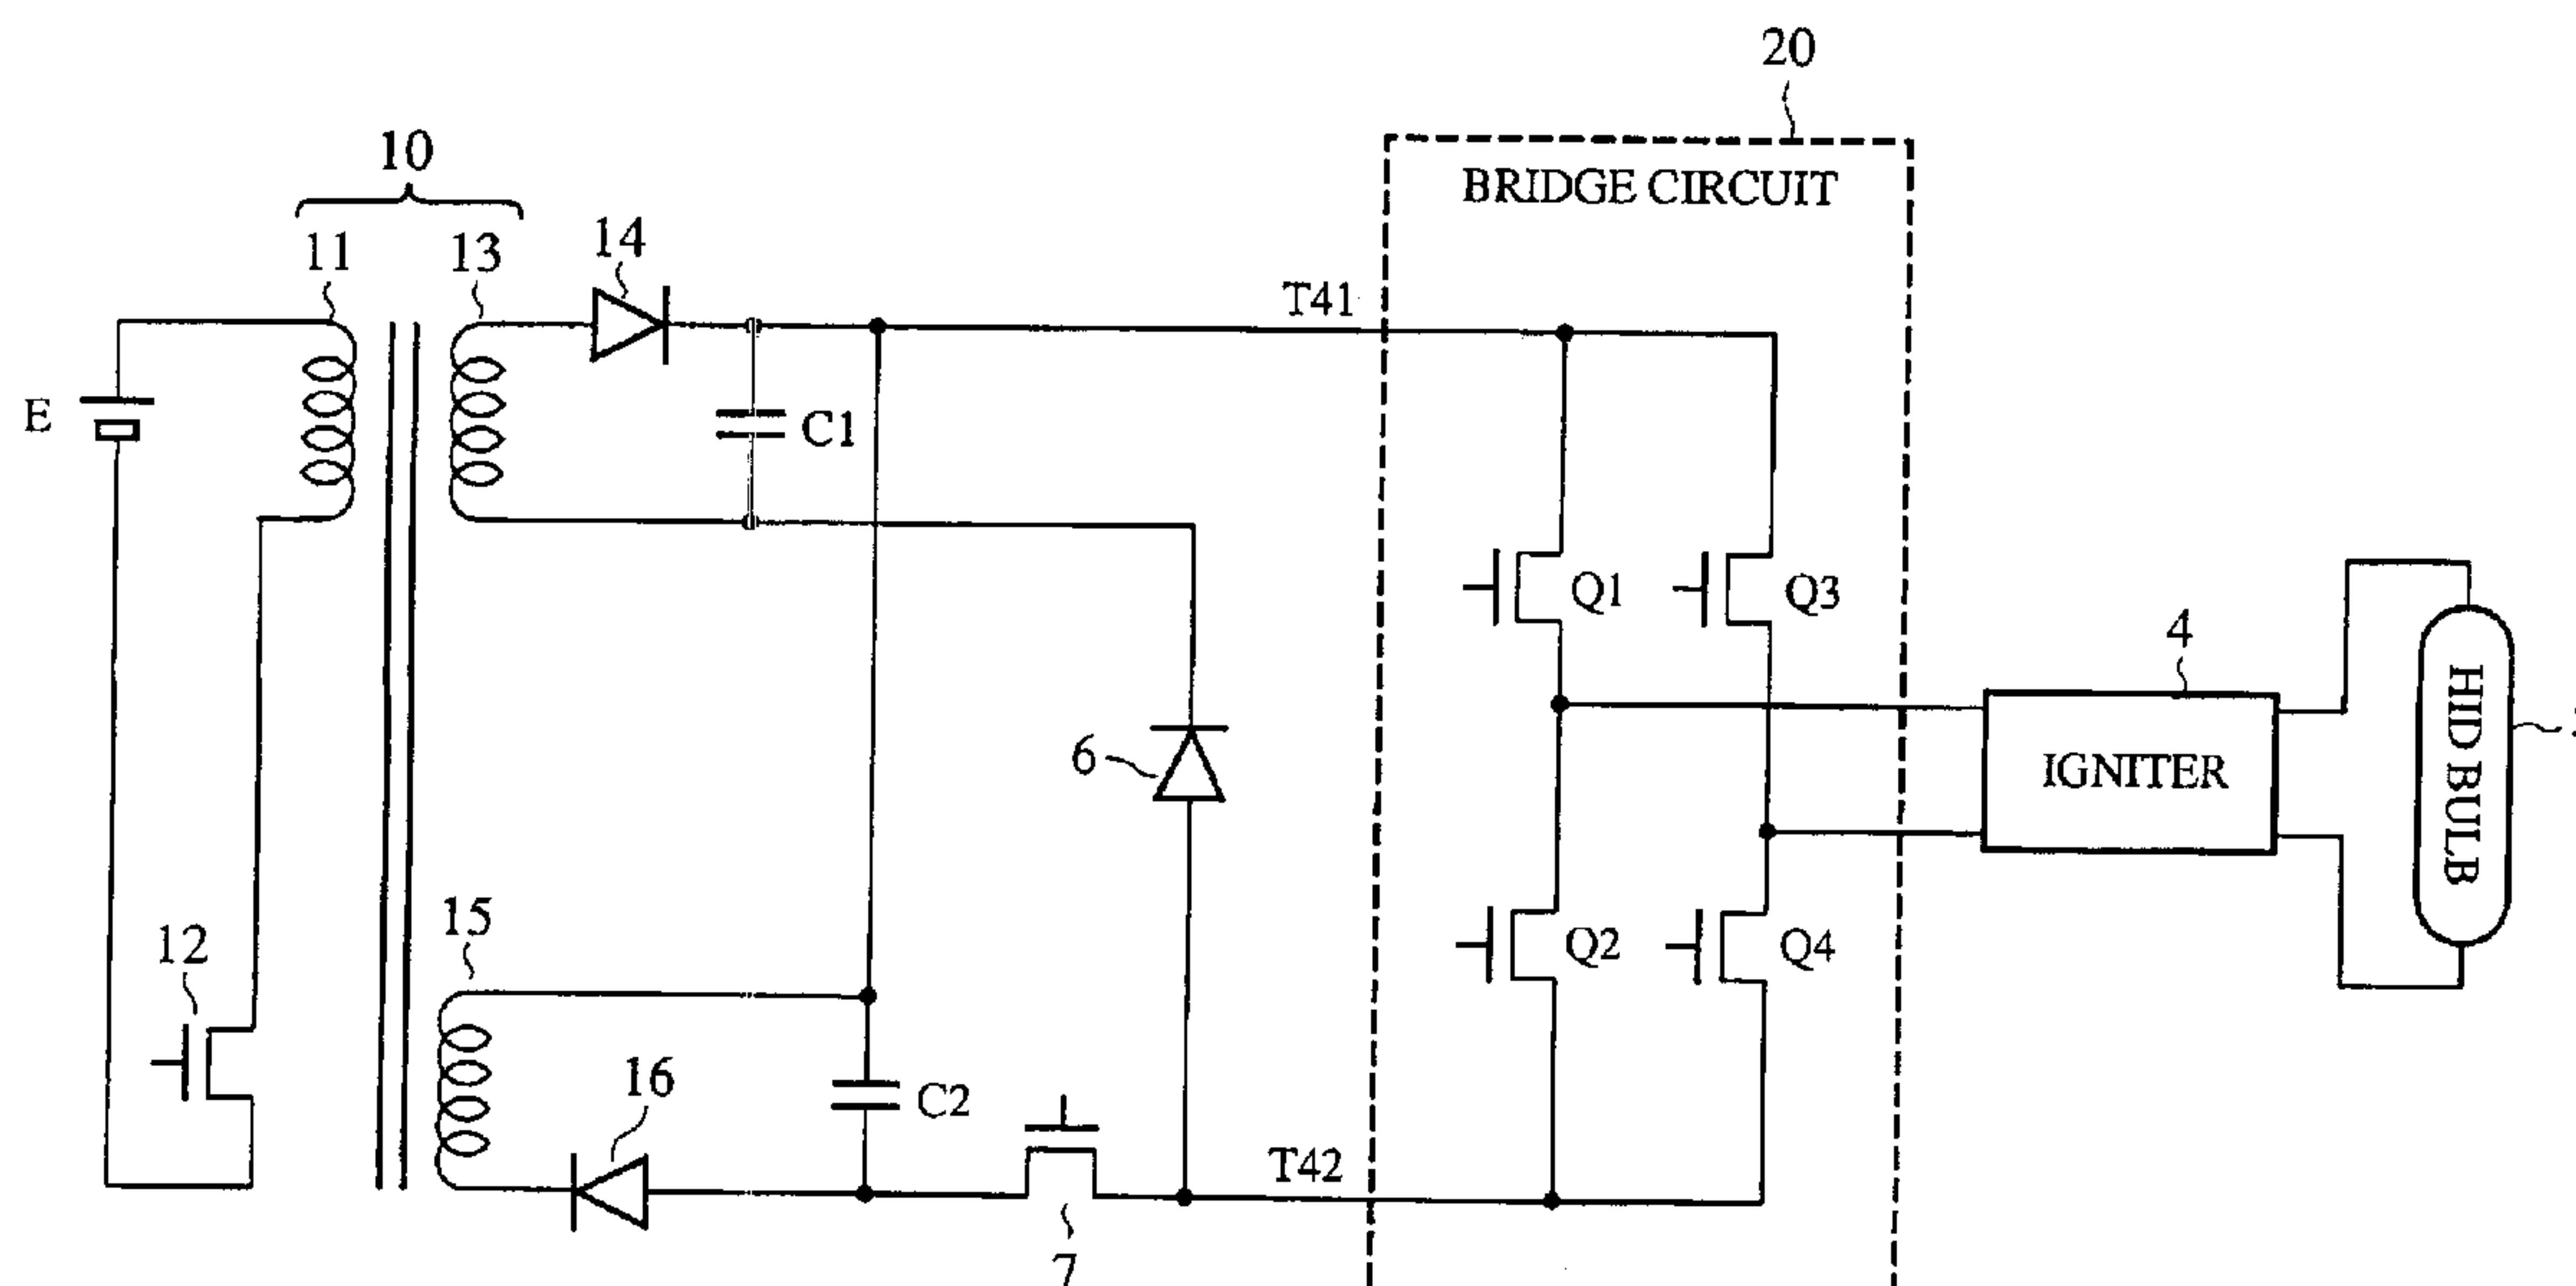 20
BRIDGE CIRCUIT
10
11
13
14
T41
E
C1
Q1
Q3
4
6
IGNITER
HID BULB
12
15
16
C2
Q2
Q4
T42
7